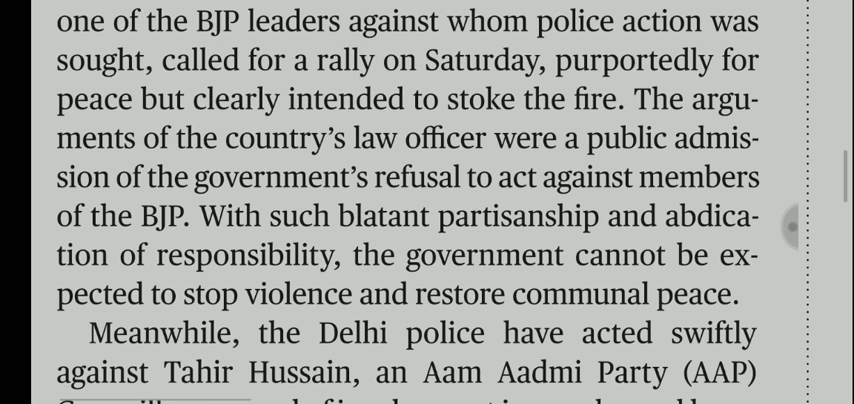 one of the BJP leaders against whom police action was
sought, called for a rally on Saturday, purportedly for
peace but clearly intended to stoke the fire. The argu-
ments of the country's law officer were a public admis-
sion of the government's refusal to act against members
of the BJP. With such blatant partisanship and abdica-
tion of responsibility, the government cannot be ex-
pected to stop violence and restore communal peace.
Meanwhile, the Delhi police have acted swiftly
against Tahir Hussain, an Aam Aadmi Party (AAP)